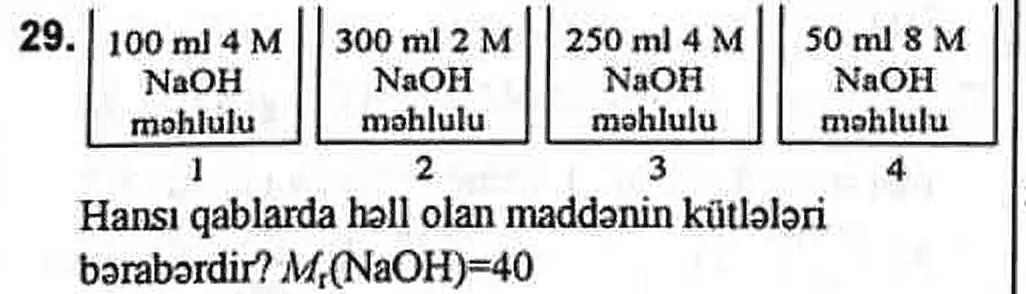 29. 100 ml 4 M 300 ml 2 M 250 ml 4 M 50 ml 8 M
NaOH NaOH NaOH NaOH
məhlulu məhlulu məhlulu məhlulu
1 2 3 4
Hansı qablarda həll olan maddənin kütlələri
bərabərdir? Mr(NaOH)=40